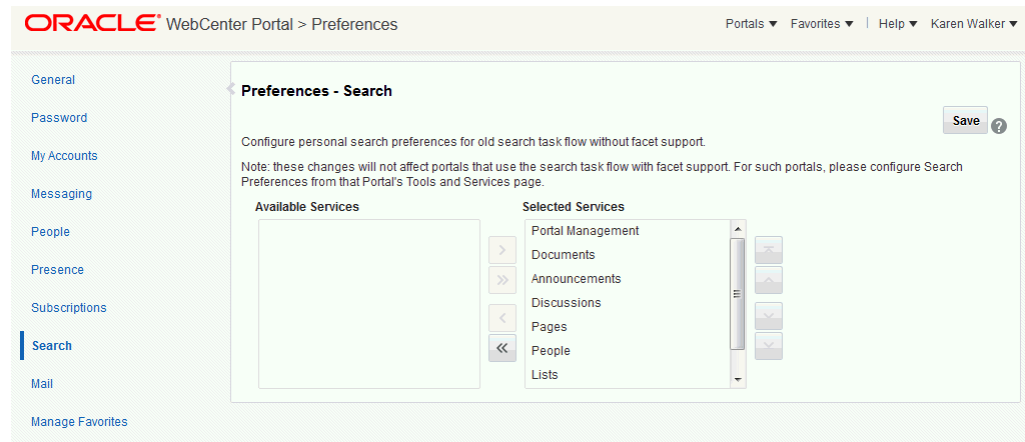 ORACLE® WebCenter Portal > Preferences
Portals ▼ Favorites ▼ | Help ▼ Karen Walker ▼
General
Password
My Accounts
Messaging
People
Presence
Subscriptions
Search
Mail
Manage Favorites
Preferences - Search
Save
Configure personal search preferences for old search task flow without facet support.
Note: these changes will not affect portals that use the search task flow with facet support. For such portals, please configure Search
Preferences from that Portal's Tools and Services page.
Available Services
Selected Services
Portal Management
Documents
Announcements
Discussions
Pages
People
Lists